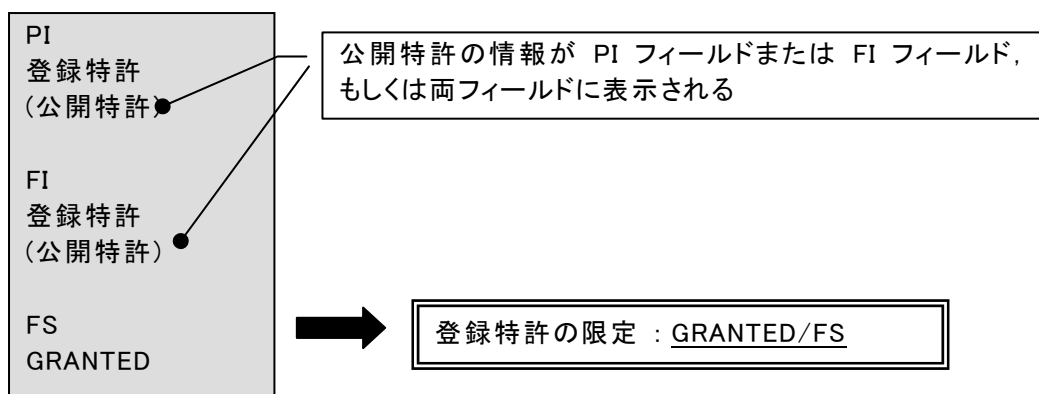 PI
登録特許
(公開特許)
FI
登録特許
(公開特許)
FS
GRANTED
公開特許の情報が PI フィールドまたは FI フィールド,
もしくは両フィールドに表示される
登録特許の限定 : GRANTED/FS